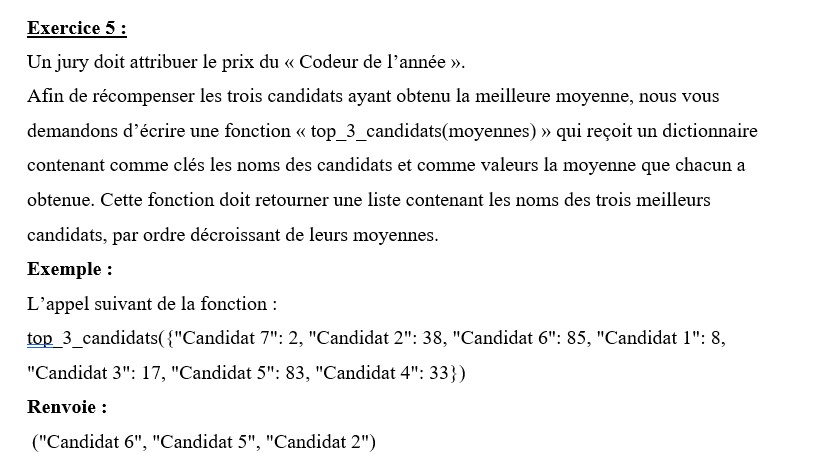 Exercice 5 :
Un jury doit attribuer le prix du « Codeur de l’année ».
Afin de récompenser les trois candidats ayant obtenu la meilleure moyenne, nous vous
demandons d’écrire une fonction « top_3_candidats(moyennes) » qui reçoit un dictionnaire
contenant comme clés les noms des candidats et comme valeurs la moyenne que chacun a
obtenue. Cette fonction doit retourner une liste contenant les noms des trois meilleurs
candidats, par ordre décroissant de leurs moyennes.
Exemple :
L’appel suivant de la fonction :
top_3_candidats({"Candidat 7": 2, "Candidat 2": 38, "Candidat 6": 85, "Candidat 1": 8,
"Candidat 3": 17, "Candidat 5": 83, "Candidat 4": 33})
Renvoie :
("Candidat 6", "Candidat 5", "Candidat 2")